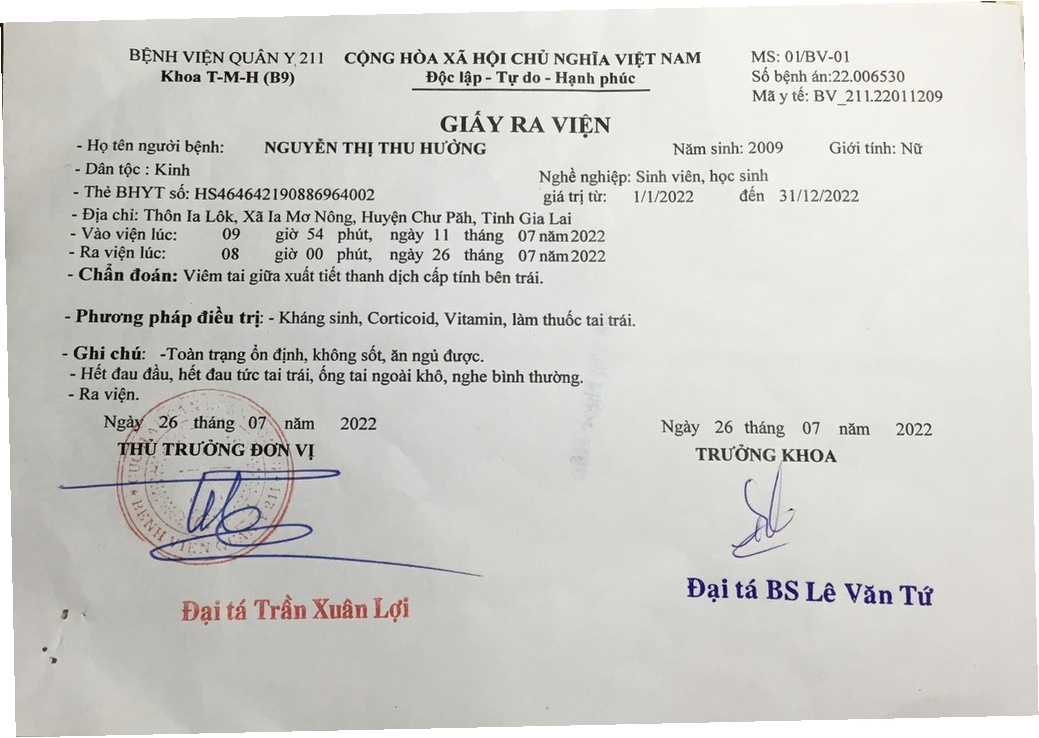 BỆNH VIỆN QUÂN Y 211 CỘNG HÒA XÃ HỘI CHỦ NGHĨA VIỆT NAM MS: 01/BV-01
Khoa T-M-H (B9) Độc lập - Tự do - Hạnh phúc Số bệnh án:22.006530
Mã y tế: BV_211.22011209
GIẤY RA VIỆN
- Họ tên người bệnh: NGUYỄN THỊ THU HƯỜNG Năm sinh: 2009 Giới tính: Nữ
- Dân tộc : Kinh Nghề nghiệp: Sinh viên, học sinh
- Thẻ BHYT số: HS464642190886964002 giá trị từ: 1/1/2022 đến 31/12/2022
- Địa chỉ: Thôn Ia Lôk, Xã Ia Mơ Nông, Huyện Chư Păh, Tỉnh Gia Lai
- Vào viện lúc: 09 giờ 54 phút, ngày 11 tháng 07 năm 2022
- Ra viện lúc: 08 giờ 00 phút, ngày 26 tháng 07 năm 2022
- Chẩn đoán: Viêm tai giữa xuất tiết thanh dịch cấp tính bên trái.
- Phương pháp điều trị: - Kháng sinh, Corticoid, Vitamin, làm thuốc tai trái.
- Ghi chú: -Toàn trạng ổn định, không sốt, ăn ngủ được.
- Hết đau đầu, hết đau tức tai trái, ống tai ngoài khô, nghe bình thường.
- Ra viện.
Ngày 26 tháng 07 năm 2022 Ngày 26 tháng 07 năm 2022
THỦ TRƯỞNG ĐƠN VỊ TRƯỞNG KHOA
BỆNH VIỆN QUÂN Y 211
Đại tá Trần Xuân Lợi Đại tá BS Lê Văn Tứ